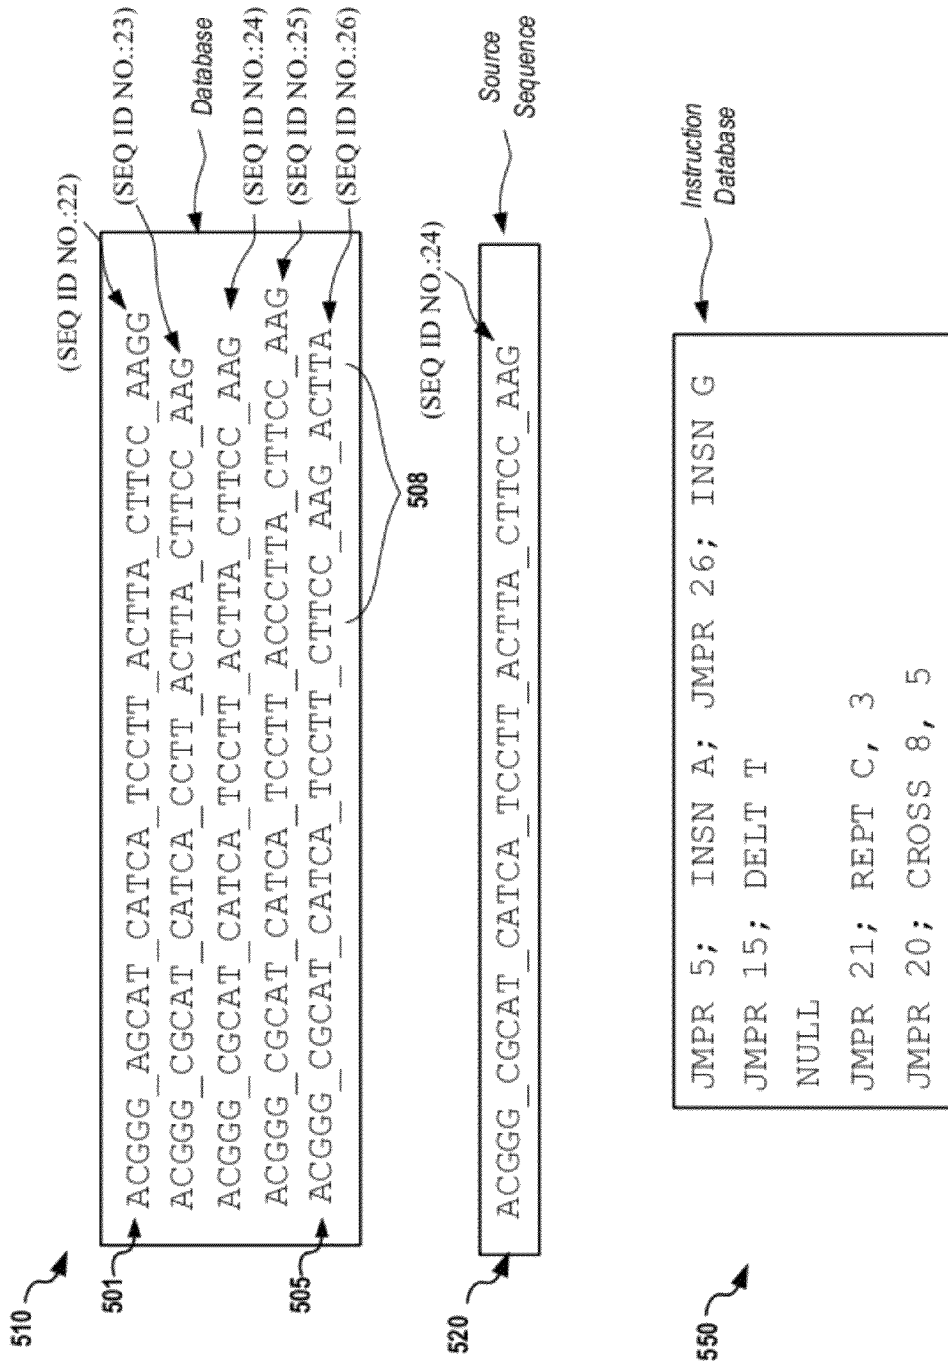 510
(SEQ ID NO.:22)
(SEQ ID NO.:23)
501
ACGGG_AGCAT_CATCA_TCCTT_ACTTA_CTTCC_AAGG
ACGGG_CGCAT_CATCA_CCTT_ACTTA_CTTCC_AAG
Database
ACGGG_CGCAT_CATCA_TCCTT_ACTTA_CTTCC_AAG
(SEQ ID NO.:24)
ACGGG_CGCAT_CATCA_TCCTT_ACCCTTA_CTTCC_AAG
(SEQ ID NO.:25)
505
ACGGG_CGCAT_CATCA_TCCTT_CTTCC_AAG_ACTTA
(SEQ ID NO.:26)
508
(SEQ ID NO.:24)
520
ACGGG_CGCAT_CATCA_TCCTT_ACTTA_CTTCC_AAG
Source
Sequence
550
JMPR 5; INSN A; JMPR 26; INSN G
JMPR 15; DELT T
NULL
JMPR 21; REPT C, 3
JMPR 20; CROSS 8, 5
Instruction
Database